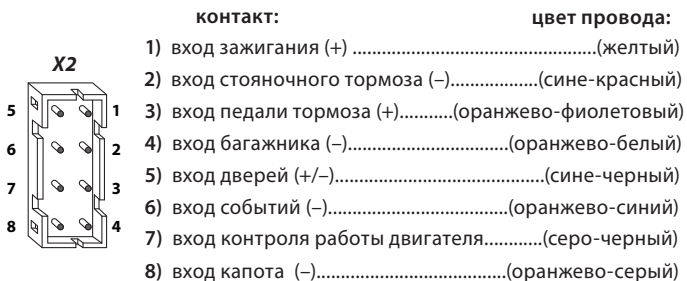 контакт: цвет провода:
X2
1) вход зажигания (+) ...............................................(желтый)
2) вход стояночного тормоза (–)..................(сине-красный)
3) вход педали тормоза (+)...........(оранжево-фиолетовый)
4) вход багажника (–)...............................(оранжево-белый)
5) вход дверей (+/–)........................................(сине-черный)
6) вход событий (–)...................................(оранжево-синий)
7) вход контроля работы двигателя............(серо-черный)
8) вход капота (–).....................................(оранжево-серый)
5 1
6 2
7 3
8 4